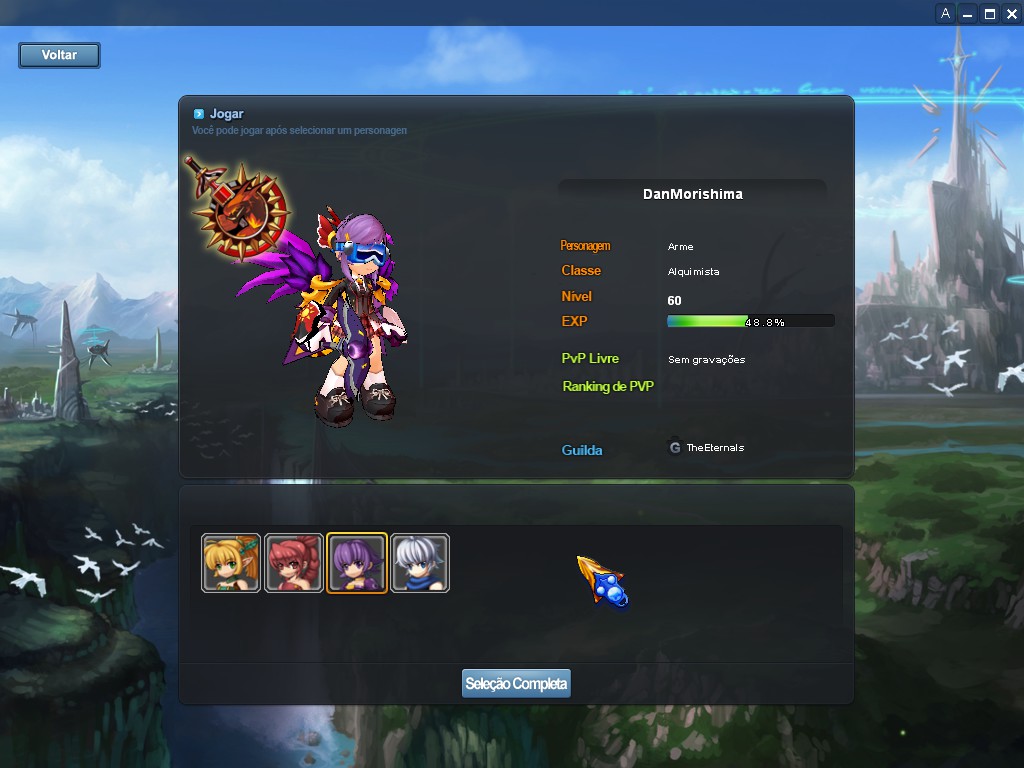 A
Voltar
Jogar
Você pode jogar após selecionar um personagen
DanMorishima
Personagem Arme
Classe Alquimista
Nível 60
EXP 48.8%
PvP Livre Sem gravações
Ranking de PVP
Guilda G TheEternals
Seleção Completa